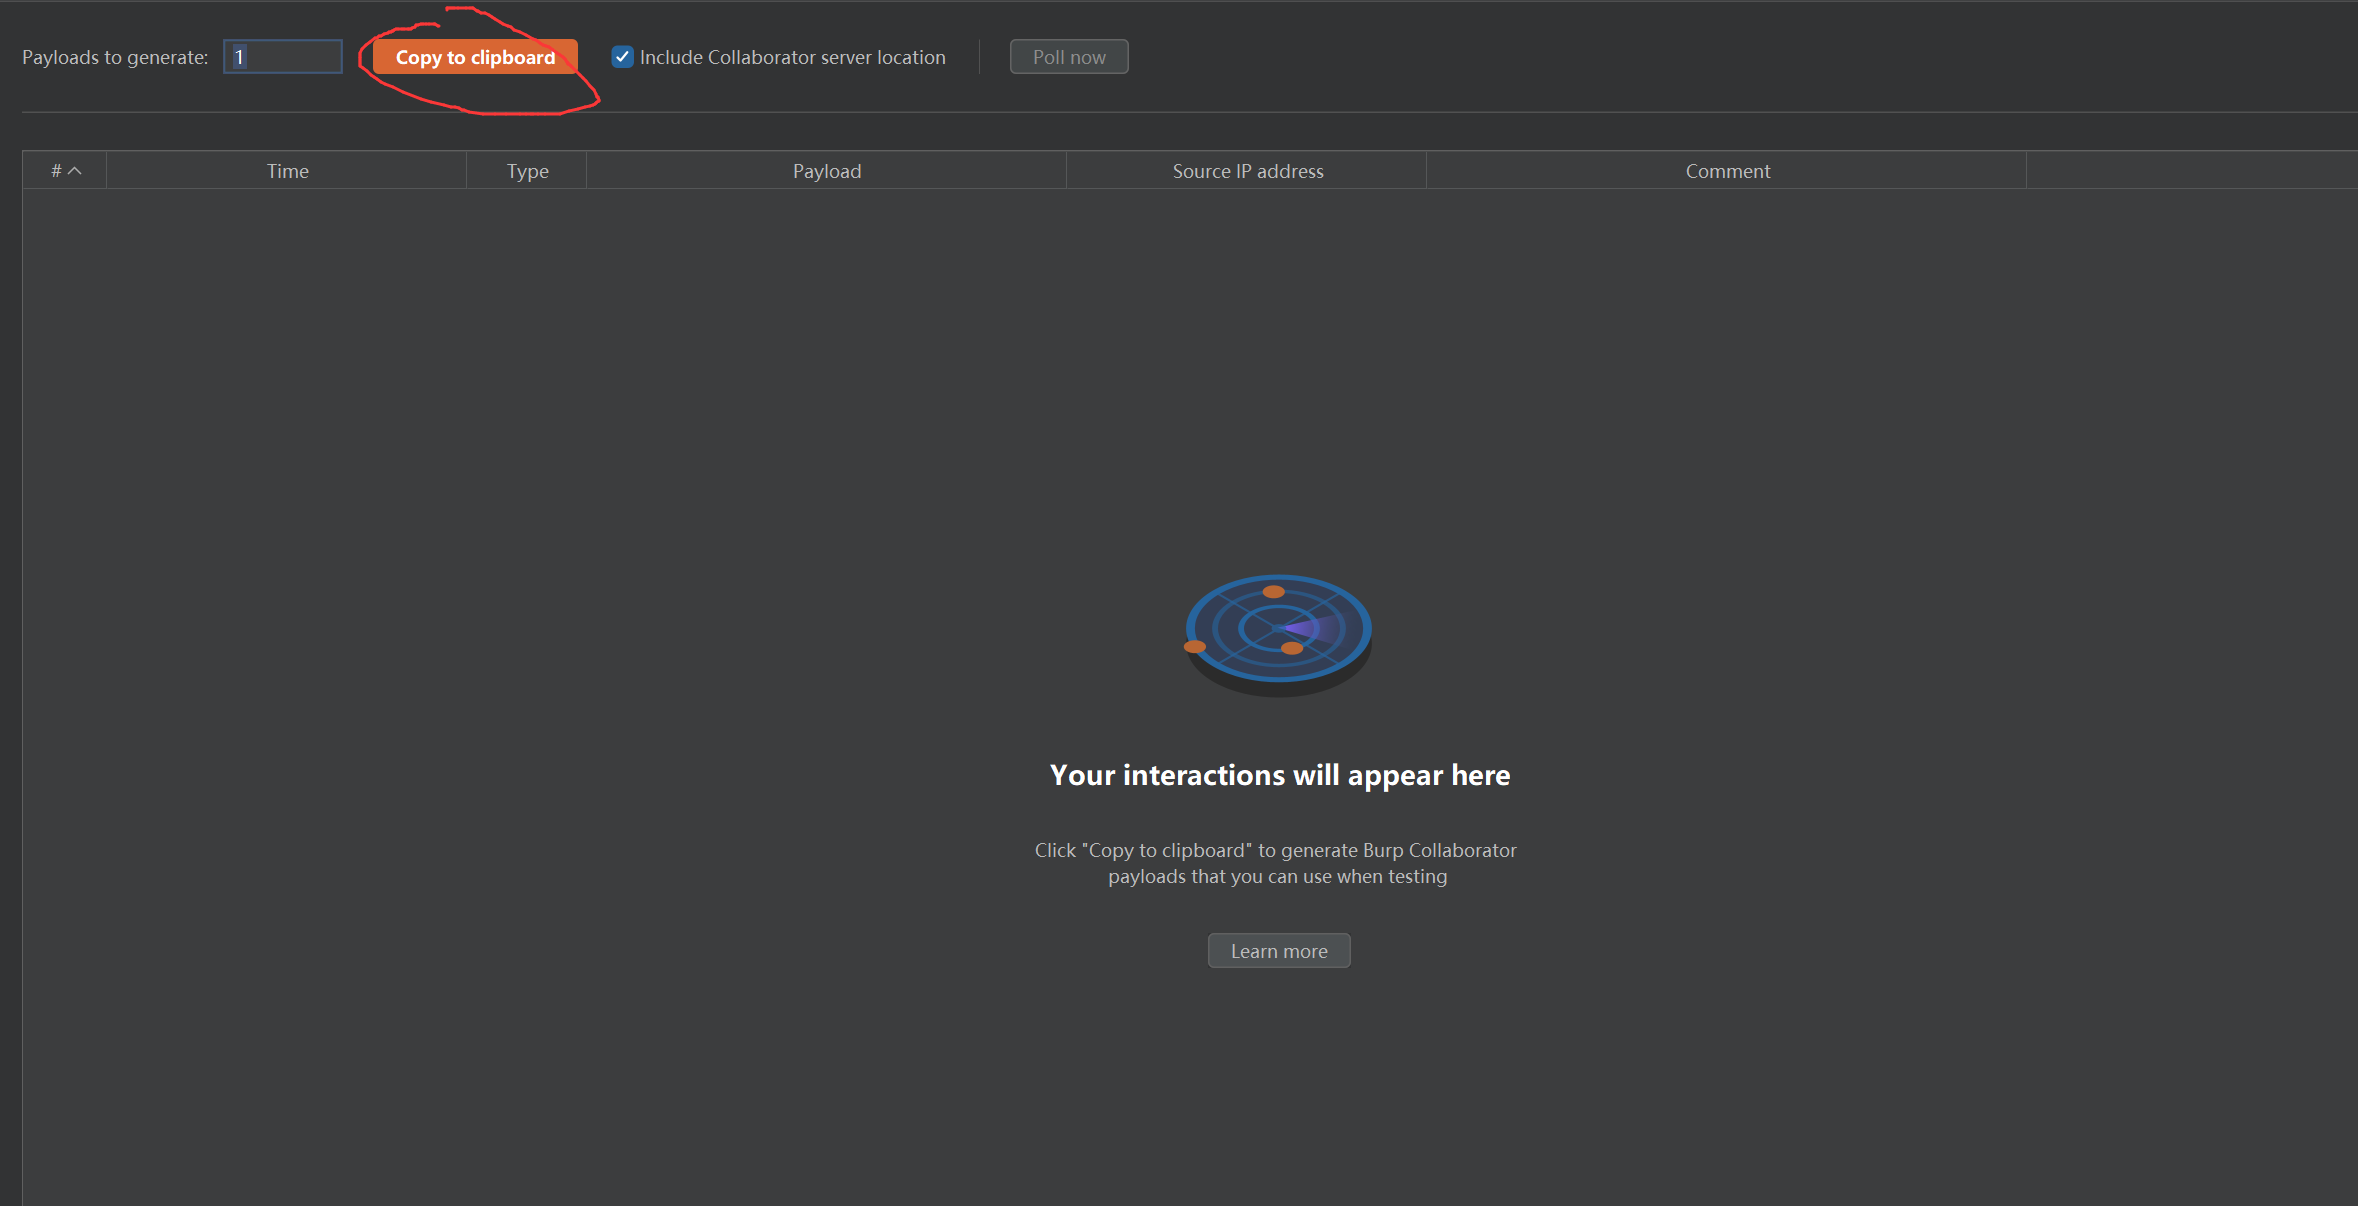 Payloads to generate: 1 Copy to clipboard Include Collaborator server location Poll now
# Time Type Payload Source IP address Comment
Your interactions will appear here
Click "Copy to clipboard" to generate Burp Collaborator
payloads that you can use when testing
Learn more